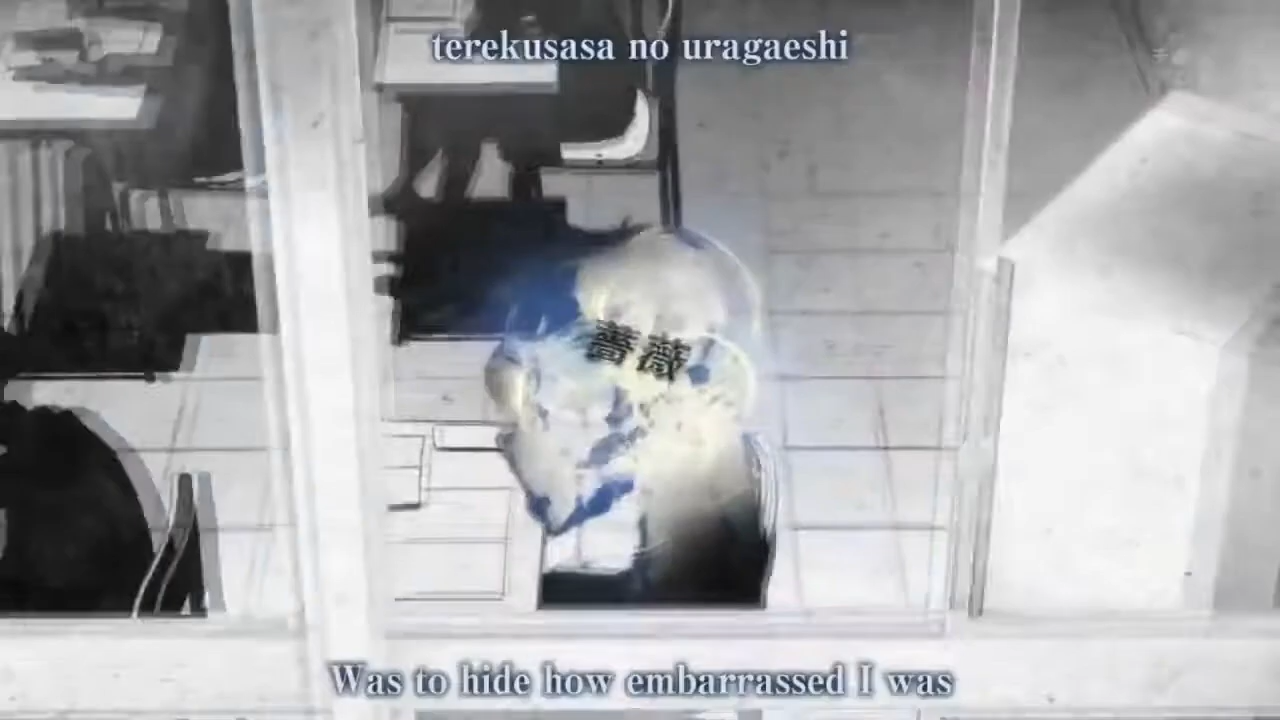 terekusasa no uragaeshi
薔薇
Was to hide how embarrassed I was